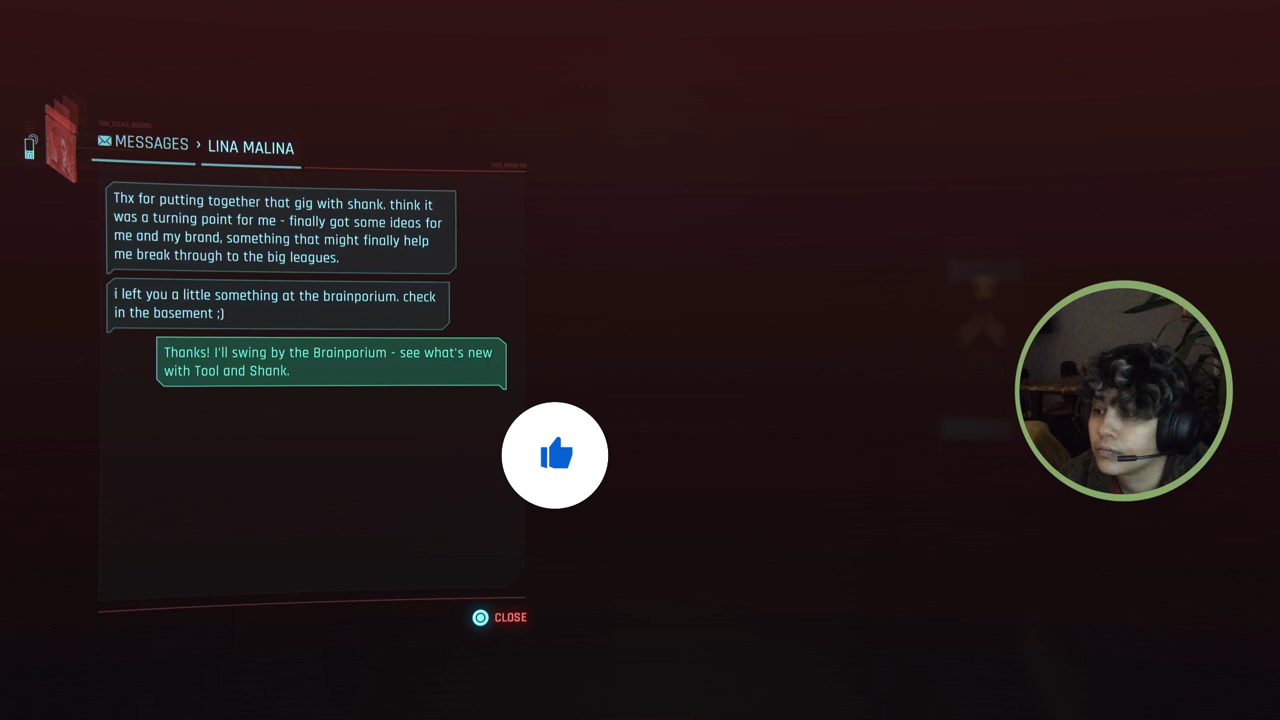 MESSAGES › LINA MALINA
Thx for putting together that gig with shank. think it
was a turning point for me - finally got some ideas for
me and my brand, something that might finally help
me break through to the big leagues.
i left you a little something at the brainporium. check
in the basement ;)
Thanks! I'll swing by the Brainporium - see what's new
with Tool and Shank.
CLOSE